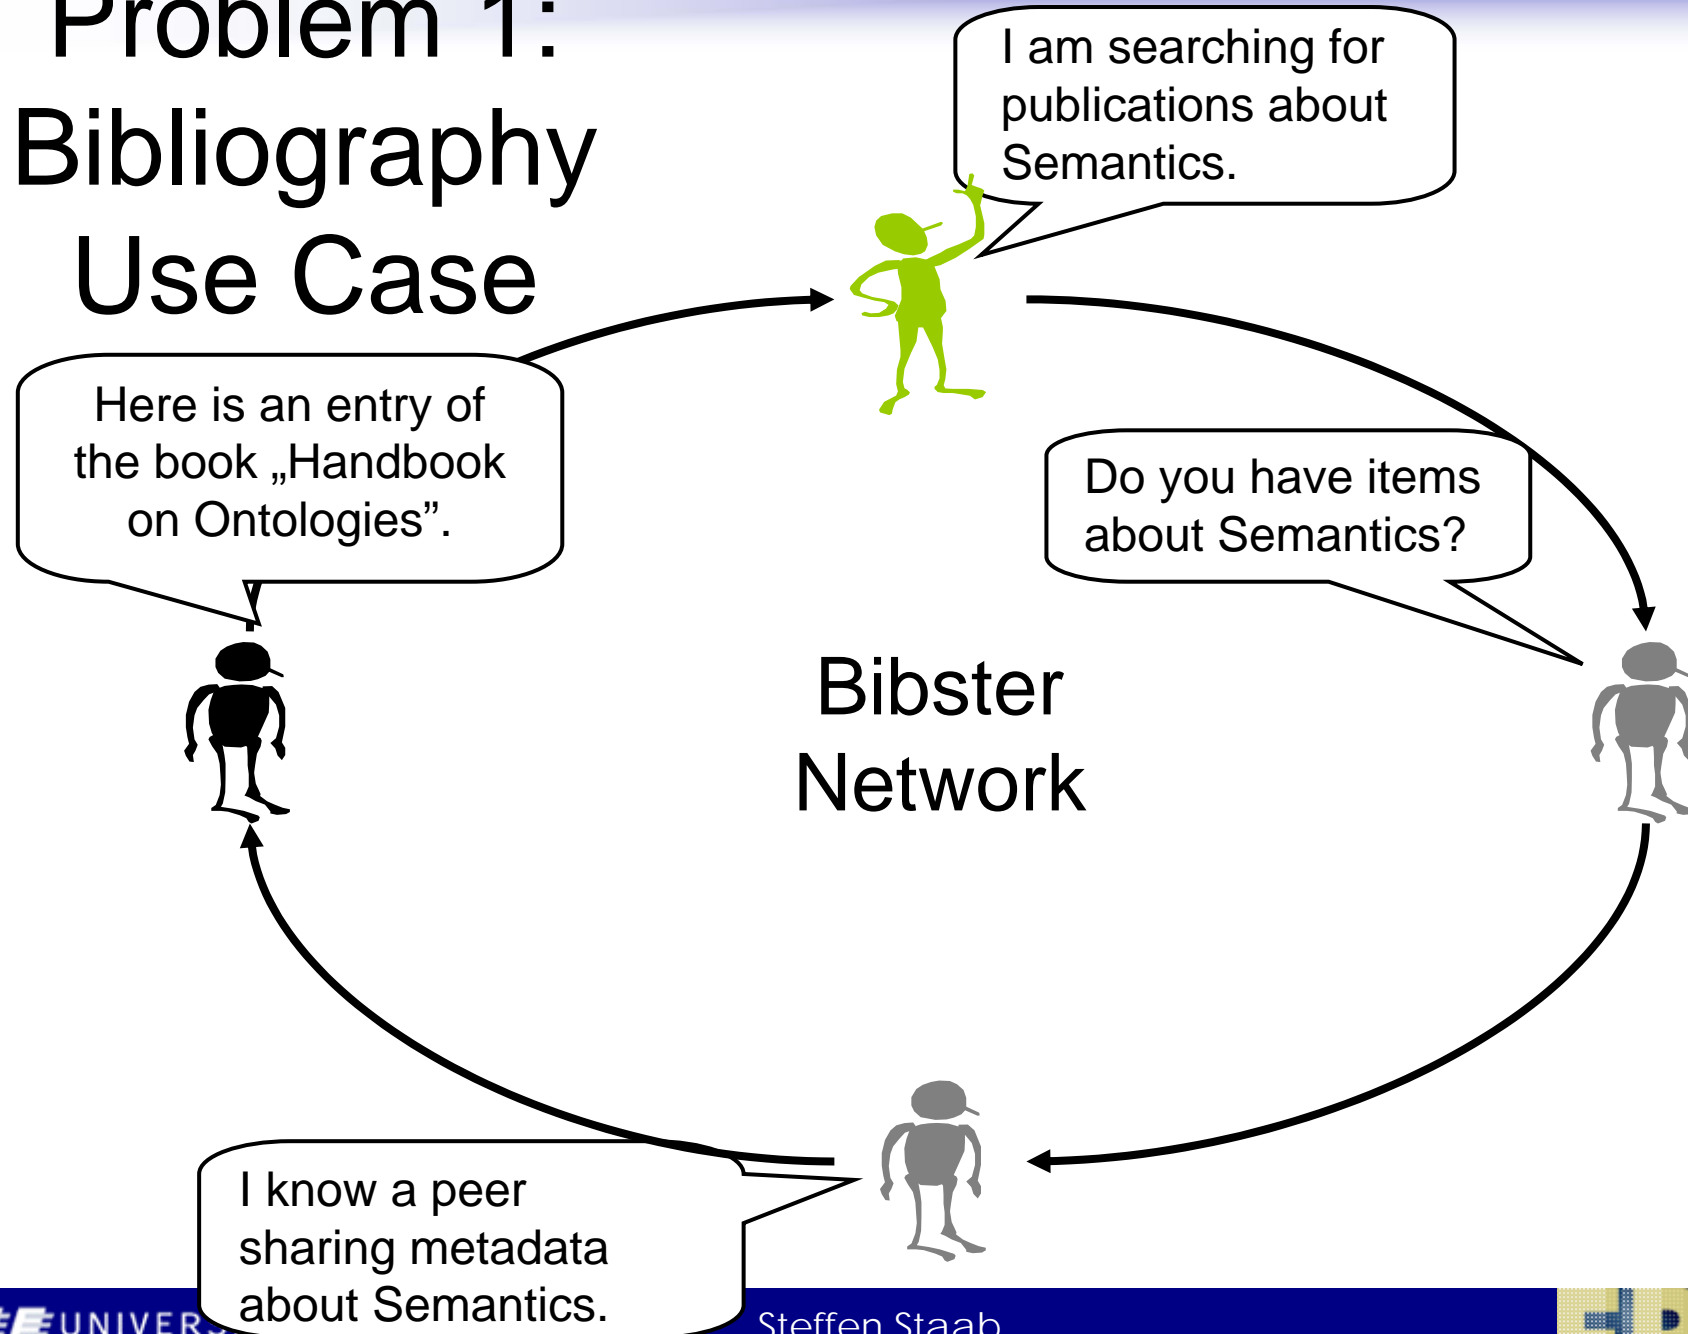 Problem 1:
Bibliography
Use Case
I am searching for
publications about
Semantics.
Here is an entry of
the book „Handbook
on Ontologies”.
Do you have items
about Semantics?
Bibster
Network
I know a peer
sharing metadata
about Semantics.
Steffen Staab